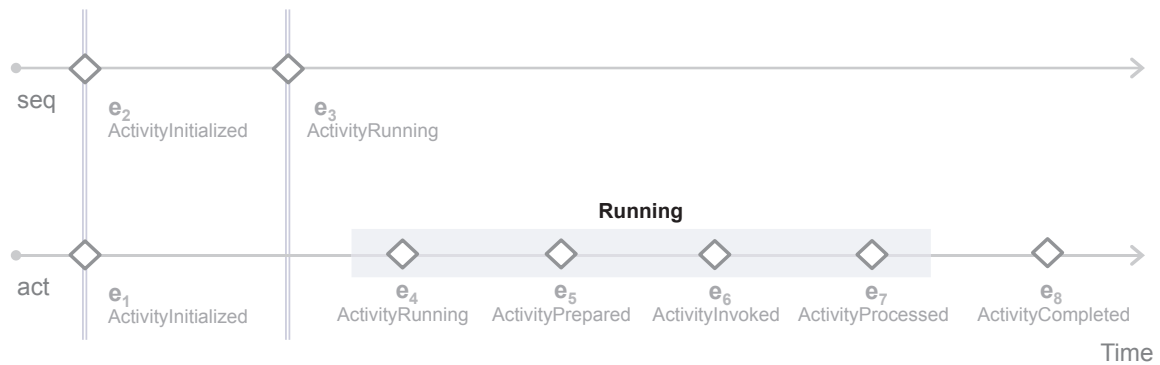 seq
e2
ActivityInitialized
e3
ActivityRunning
Running
act
e1
ActivityInitialized
e4
ActivityRunning
e5
ActivityPrepared
e6
ActivityInvoked
e7
ActivityProcessed
e8
ActivityCompleted
Time